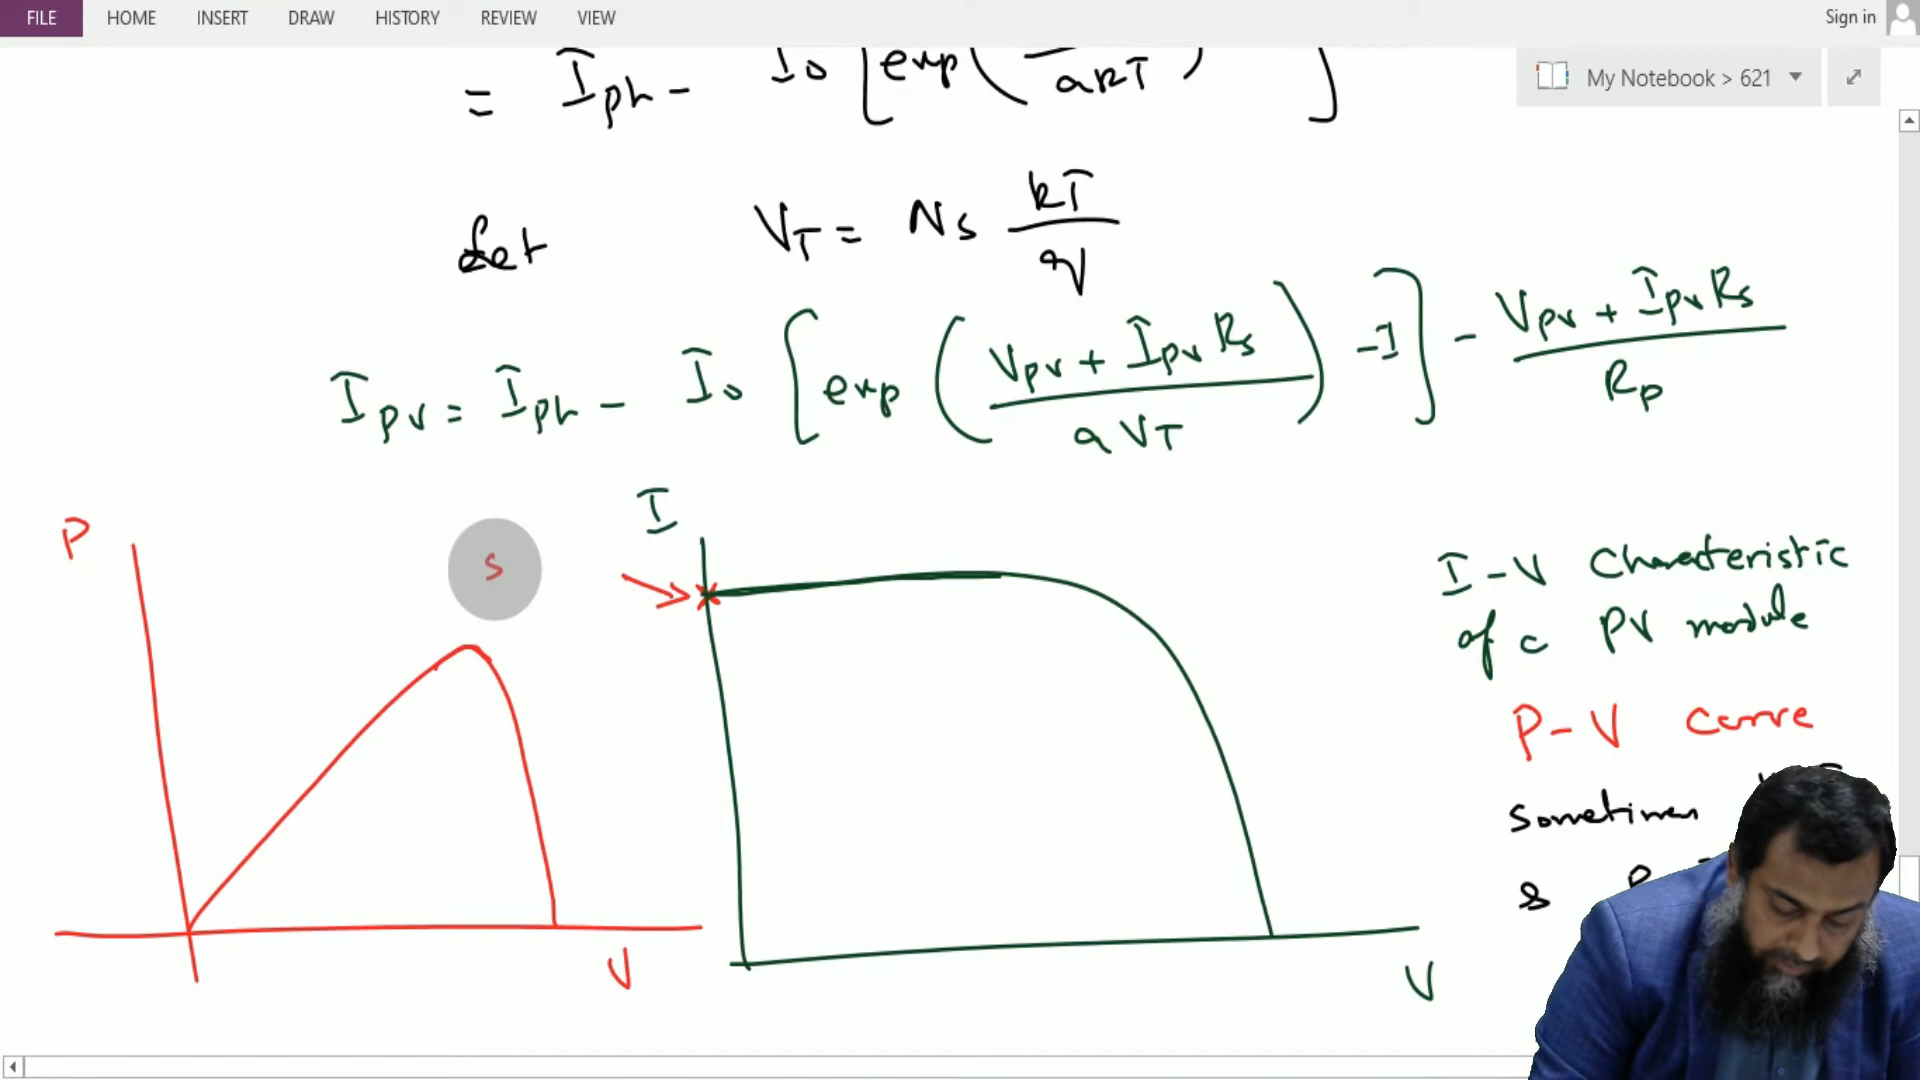 FILE HOME INSERT DRAW HISTORY REVIEW VIEW Sign in
My Notebook > 621
= Iph - Io [exp( / akT ) ]
Let VT = Ns kT/q
Ipv = Iph - Io [exp (Vpv + Ipv Rs / a VT) - 1] - Vpv + Ipv Rs / Rp
P
s
I
V
V
I-V Characteristic
of a PV module
P-V curve
Sometimes
&